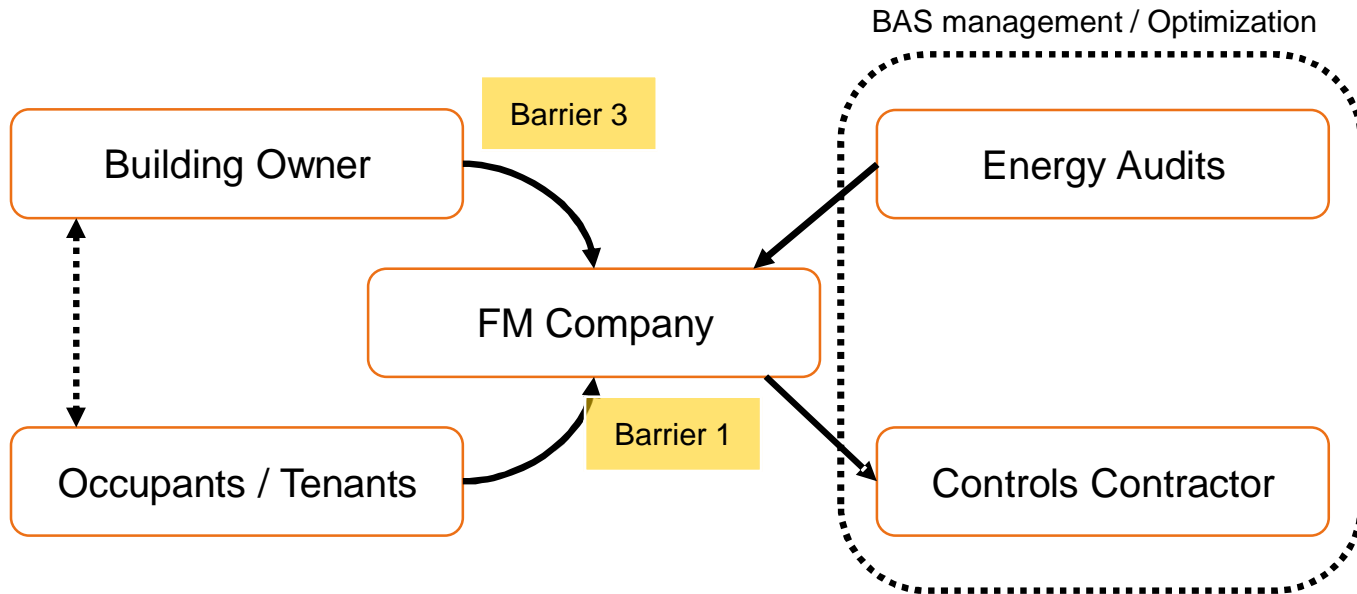 BAS management / Optimization
Barrier 3
Building Owner
Energy Audits
FM Company
Barrier 1
Occupants / Tenants
Controls Contractor